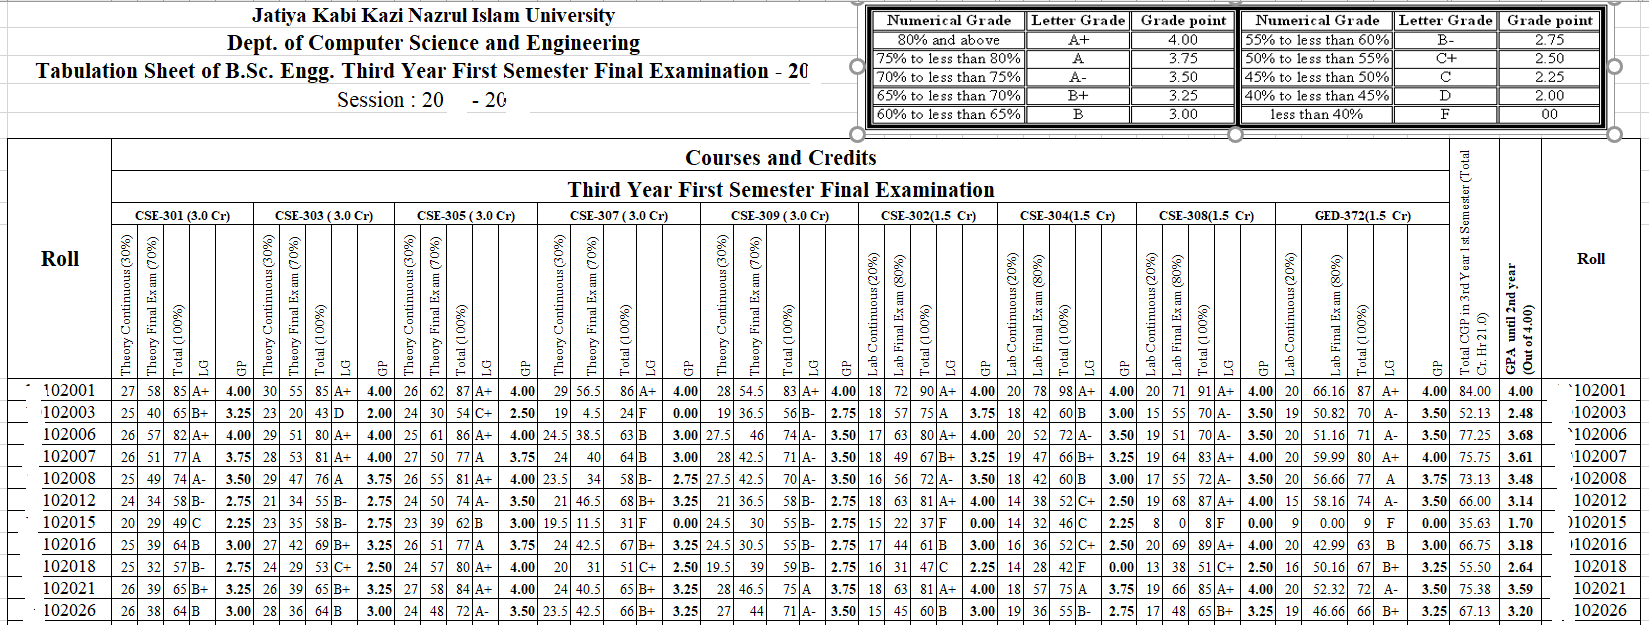 Jatiya Kabi Kazi Nazrul Islam University
Dept. of Computer Science and Engineering
Tabulation Sheet of B.Sc. Engg. Third Year First Semester Final Examination - 20
Session : 20 - 20
Numerical Grade Letter Grade Grade point Numerical Grade Letter Grade Grade point
80% and above A+ 4.00 55% to less than 60% B- 2.75
75% to less than 80% A 3.75 50% to less than 55% C+ 2.50
70% to less than 75% A- 3.50 45% to less than 50% C 2.25
65% to less than 70% B+ 3.25 40% to less than 45% D 2.00
60% to less than 65% B 3.00 less than 40% F 00
Courses and Credits
Third Year First Semester Final Examination
CSE-301 (3.0 Cr) CSE-303 ( 3.0 Cr) CSE-305 ( 3.0 Cr) CSE-307 ( 3.0 Cr) CSE-309 ( 3.0 Cr) CSE-302(1.5 Cr) CSE-304(1.5 Cr) CSE-308(1.5 Cr) GED-372(1.5 Cr)
Roll Theory Continuous (30%) Theory Final Exam (70%) Total (100%) LG GP Theory Continuous (30%) Theory Final Exam (70%) Total (100%) LG GP Theory Continuous (30%) Theory Final Exam (70%) Total (100%) LG GP Theory Continuous (30%) Theory Final Exam (70%) Total (100%) LG GP Theory Continuous (30%) Theory Final Exam (70%) Total (100%) LG GP Lab Continuous (20%) Lab Final Exam (80%) Total (100%) LG GP Lab Continuous (20%) Lab Final Exam (80%) Total (100%) LG GP Lab Continuous (20%) Lab Final Exam (80%) Total (100%) LG GP Lab Continuous (20%) Lab Final Exam (80%) Total (100%) LG GP Total CGP in 3rd Year 1 st Semester (Total Cr. Hr 21.0) GPA until 2nd year (Out of 4.00) Roll
102001 27 58 85 A+ 4.00 30 55 85 A+ 4.00 26 62 87 A+ 4.00 29 56.5 86 A+ 4.00 28 54.5 83 A+ 4.00 18 72 90 A+ 4.00 20 78 98 A+ 4.00 20 71 91 A+ 4.00 20 66.16 87 A+ 4.00 84.00 4.00 102001
102003 25 40 65 B+ 3.25 23 20 43 D 2.00 24 30 54 C+ 2.50 19 4.5 24 F 0.00 19 36.5 56 B- 2.75 18 57 75 A 3.75 18 42 60 B 3.00 15 55 70 A- 3.50 19 50.82 70 A- 3.50 52.13 2.48 102003
102006 26 57 82 A+ 4.00 29 51 80 A+ 4.00 25 61 86 A+ 4.00 24.5 38.5 63 B 3.00 27.5 46 74 A- 3.50 17 63 80 A+ 4.00 20 52 72 A- 3.50 19 51 70 A- 3.50 20 51.16 71 A- 3.50 77.25 3.68 102006
102007 26 51 77 A 3.75 28 53 81 A+ 4.00 27 50 77 A 3.75 24 40 64 B 3.00 28 42.5 71 A- 3.50 18 49 67 B+ 3.25 19 47 66 B+ 3.25 19 64 83 A+ 4.00 20 59.99 80 A+ 4.00 75.75 3.61 102007
102008 25 49 74 A- 3.50 29 47 76 A 3.75 26 55 81 A+ 4.00 23.5 34 58 B- 2.75 27.5 42.5 70 A- 3.50 16 56 72 A- 3.50 18 42 60 B 3.00 17 55 72 A- 3.50 20 56.66 77 A 3.75 73.13 3.48 102008
102012 24 34 58 B- 2.75 21 34 55 B- 2.75 24 50 74 A- 3.50 21 46.5 68 B+ 3.25 21 36.5 58 B- 2.75 18 63 81 A+ 4.00 14 38 52 C+ 2.50 19 68 87 A+ 4.00 15 58.16 74 A- 3.50 66.00 3.14 102012
102015 20 29 49 C 2.25 23 35 58 B- 2.75 23 39 62 B 3.00 19.5 11.5 31 F 0.00 24.5 30 55 B- 2.75 15 22 37 F 0.00 14 32 46 C 2.25 8 0 8 F 0.00 9 0.00 9 F 0.00 35.63 1.70 102015
102016 25 39 64 B 3.00 27 42 69 B+ 3.25 26 51 77 A 3.75 24 42.5 67 B+ 3.25 24.5 30.5 55 B- 2.75 17 44 61 B 3.00 16 36 52 C+ 2.50 20 69 89 A+ 4.00 20 42.99 63 B 3.00 66.75 3.18 102016
102018 25 32 57 B- 2.75 24 29 53 C+ 2.50 24 57 80 A+ 4.00 20 31 51 C+ 2.50 19.5 39 59 B- 2.75 16 31 47 C 2.25 14 28 42 F 0.00 13 38 51 C+ 2.50 16 50.16 67 B+ 3.25 55.50 2.64 102018
102021 26 39 65 B+ 3.25 26 39 65 B+ 3.25 27 58 84 A+ 4.00 24 40.5 65 B+ 3.25 28 46.5 75 A 3.75 18 63 81 A+ 4.00 18 57 75 A 3.75 19 66 85 A+ 4.00 20 52.32 72 A- 3.50 75.38 3.59 102021
102026 26 38 64 B 3.00 28 36 64 B 3.00 24 48 72 A- 3.50 23.5 42.5 66 B+ 3.25 27 44 71 A- 3.50 15 45 60 B 3.00 19 36 55 B- 2.75 17 48 65 B+ 3.25 19 46.66 66 B+ 3.25 67.13 3.20 102026